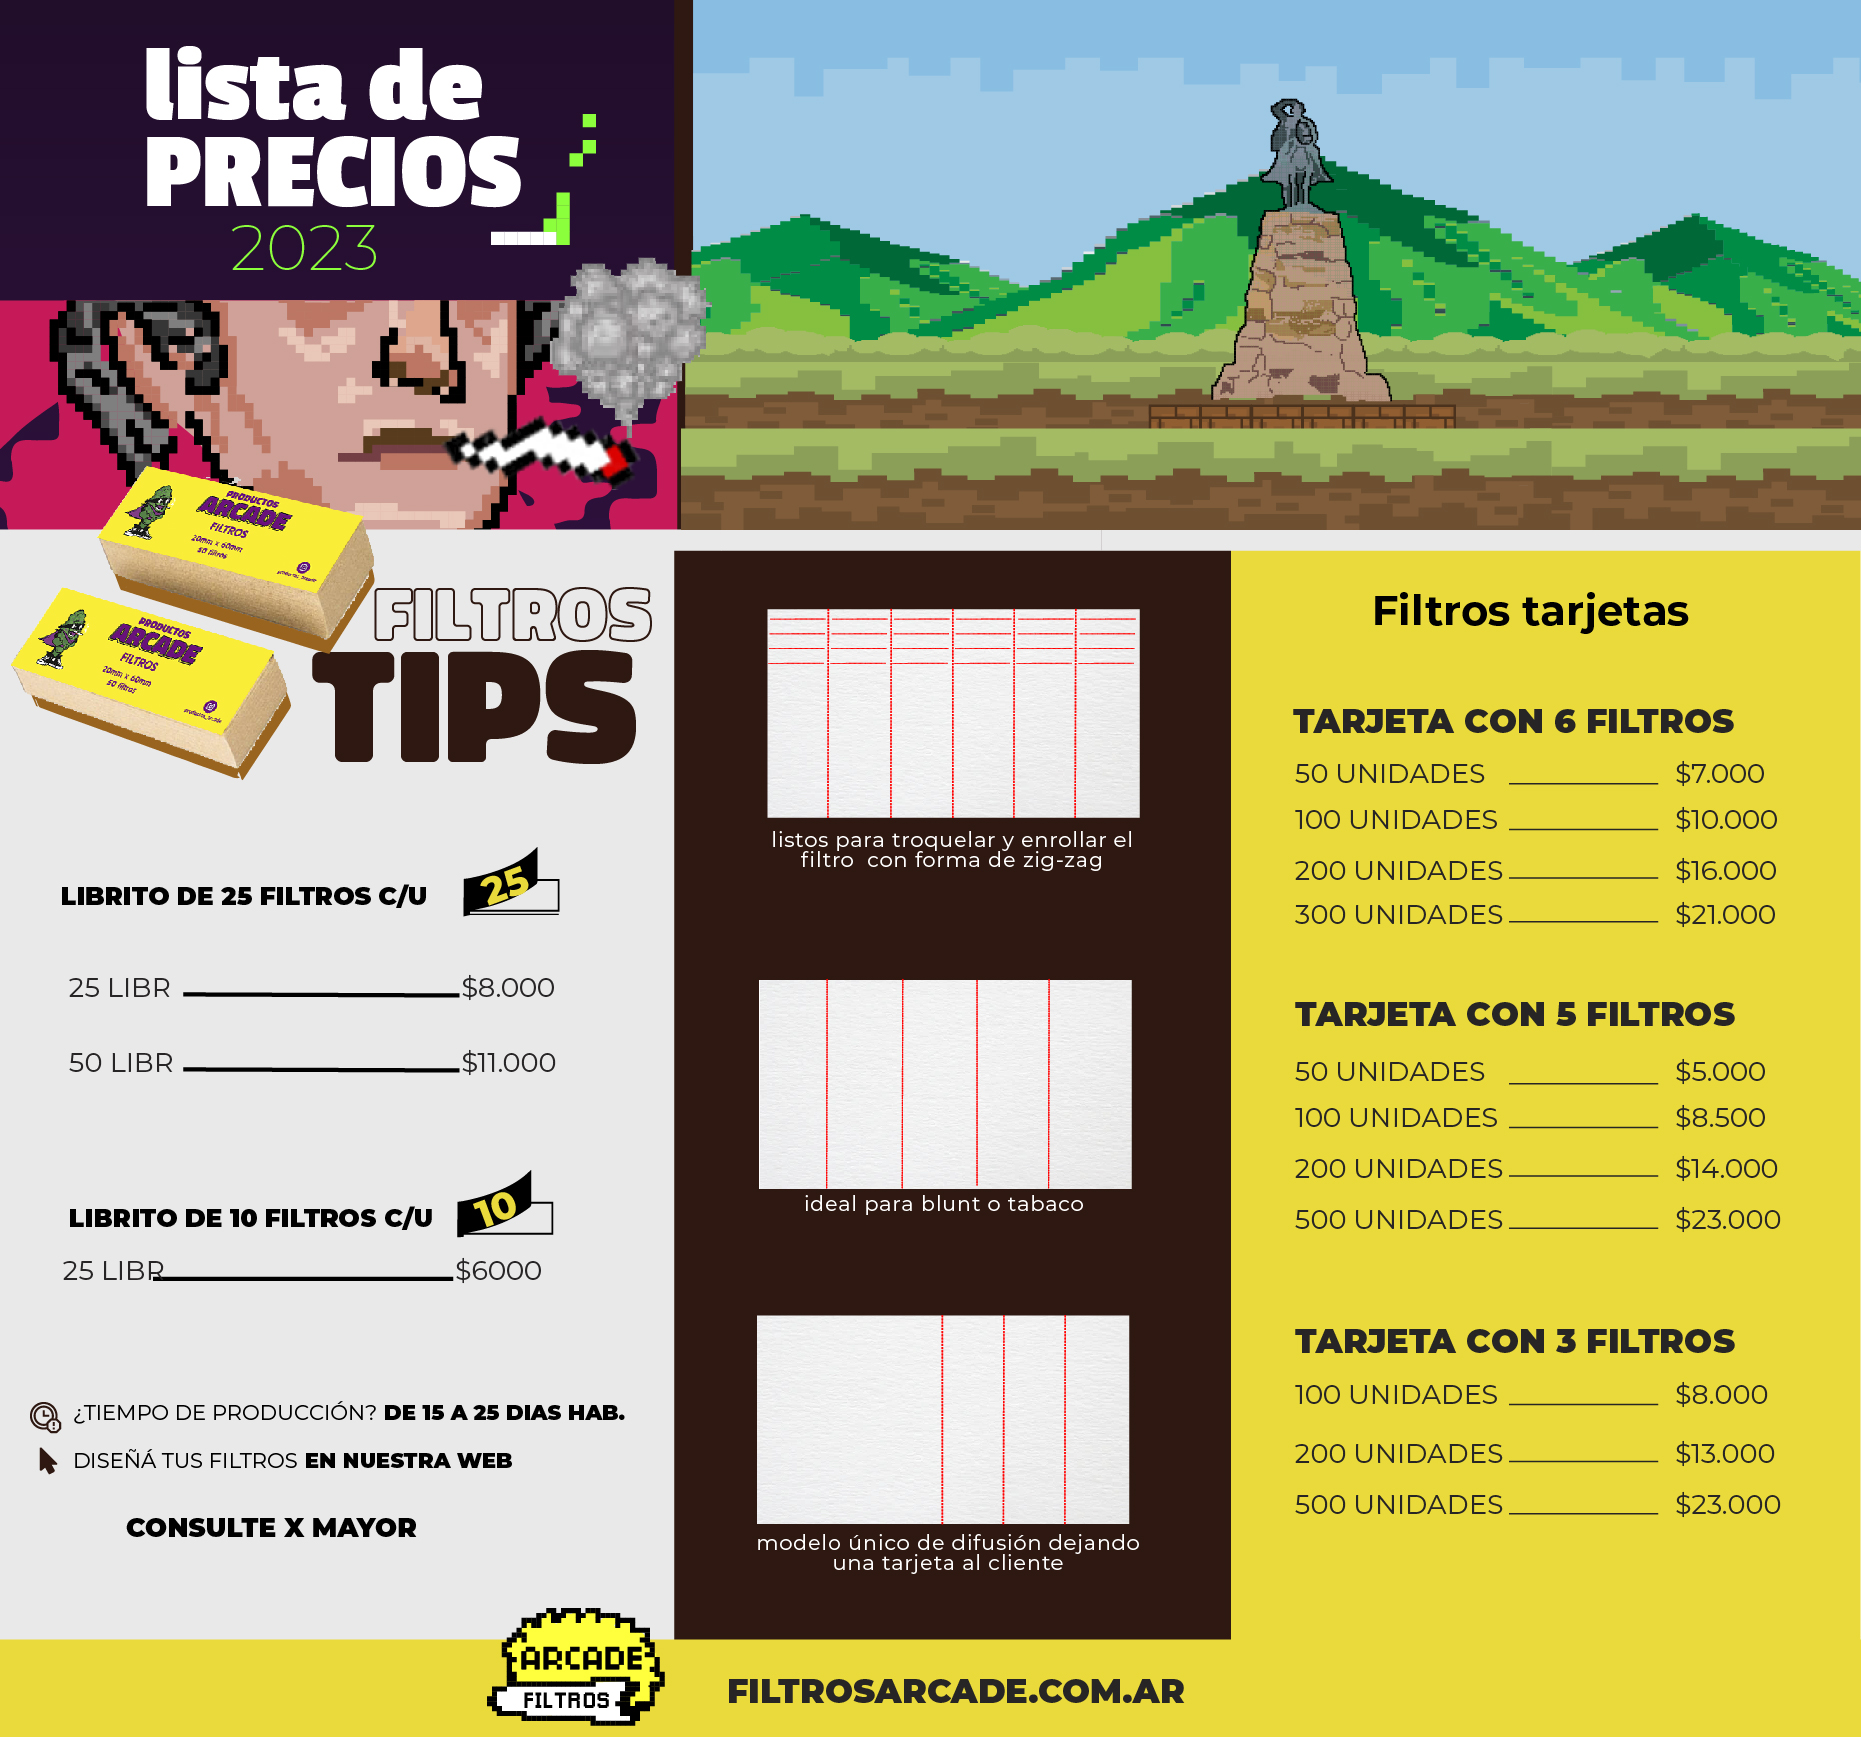 lista de
PRECIOS
2023
PRODUCTOS
ARCADE
FILTROS
20mm x 60mm
50 filtros
PRODUCTOS
ARCADE
FILTROS
20mm x 60mm
50 filtros
FILTROS
TIPS
LIBRITO DE 25 FILTROS C/U
25
25 LIBR $8.000
50 LIBR $11.000
LIBRITO DE 10 FILTROS C/U
10
25 LIBR $6000
¿TIEMPO DE PRODUCCIÓN? DE 15 A 25 DIAS HAB.
DISEÑÁ TUS FILTROS EN NUESTRA WEB
CONSULTE X MAYOR
listos para troquelar y enrollar el
filtro con forma de zig-zag
ideal para blunt o tabaco
modelo único de difusión dejando
una tarjeta al cliente
Filtros tarjetas
TARJETA CON 6 FILTROS
50 UNIDADES $7.000
100 UNIDADES $10.000
200 UNIDADES $16.000
300 UNIDADES $21.000
TARJETA CON 5 FILTROS
50 UNIDADES $5.000
100 UNIDADES $8.500
200 UNIDADES $14.000
500 UNIDADES $23.000
TARJETA CON 3 FILTROS
100 UNIDADES $8.000
200 UNIDADES $13.000
500 UNIDADES $23.000
ARCADE
FILTROS
FILTROSARCADE.COM.AR